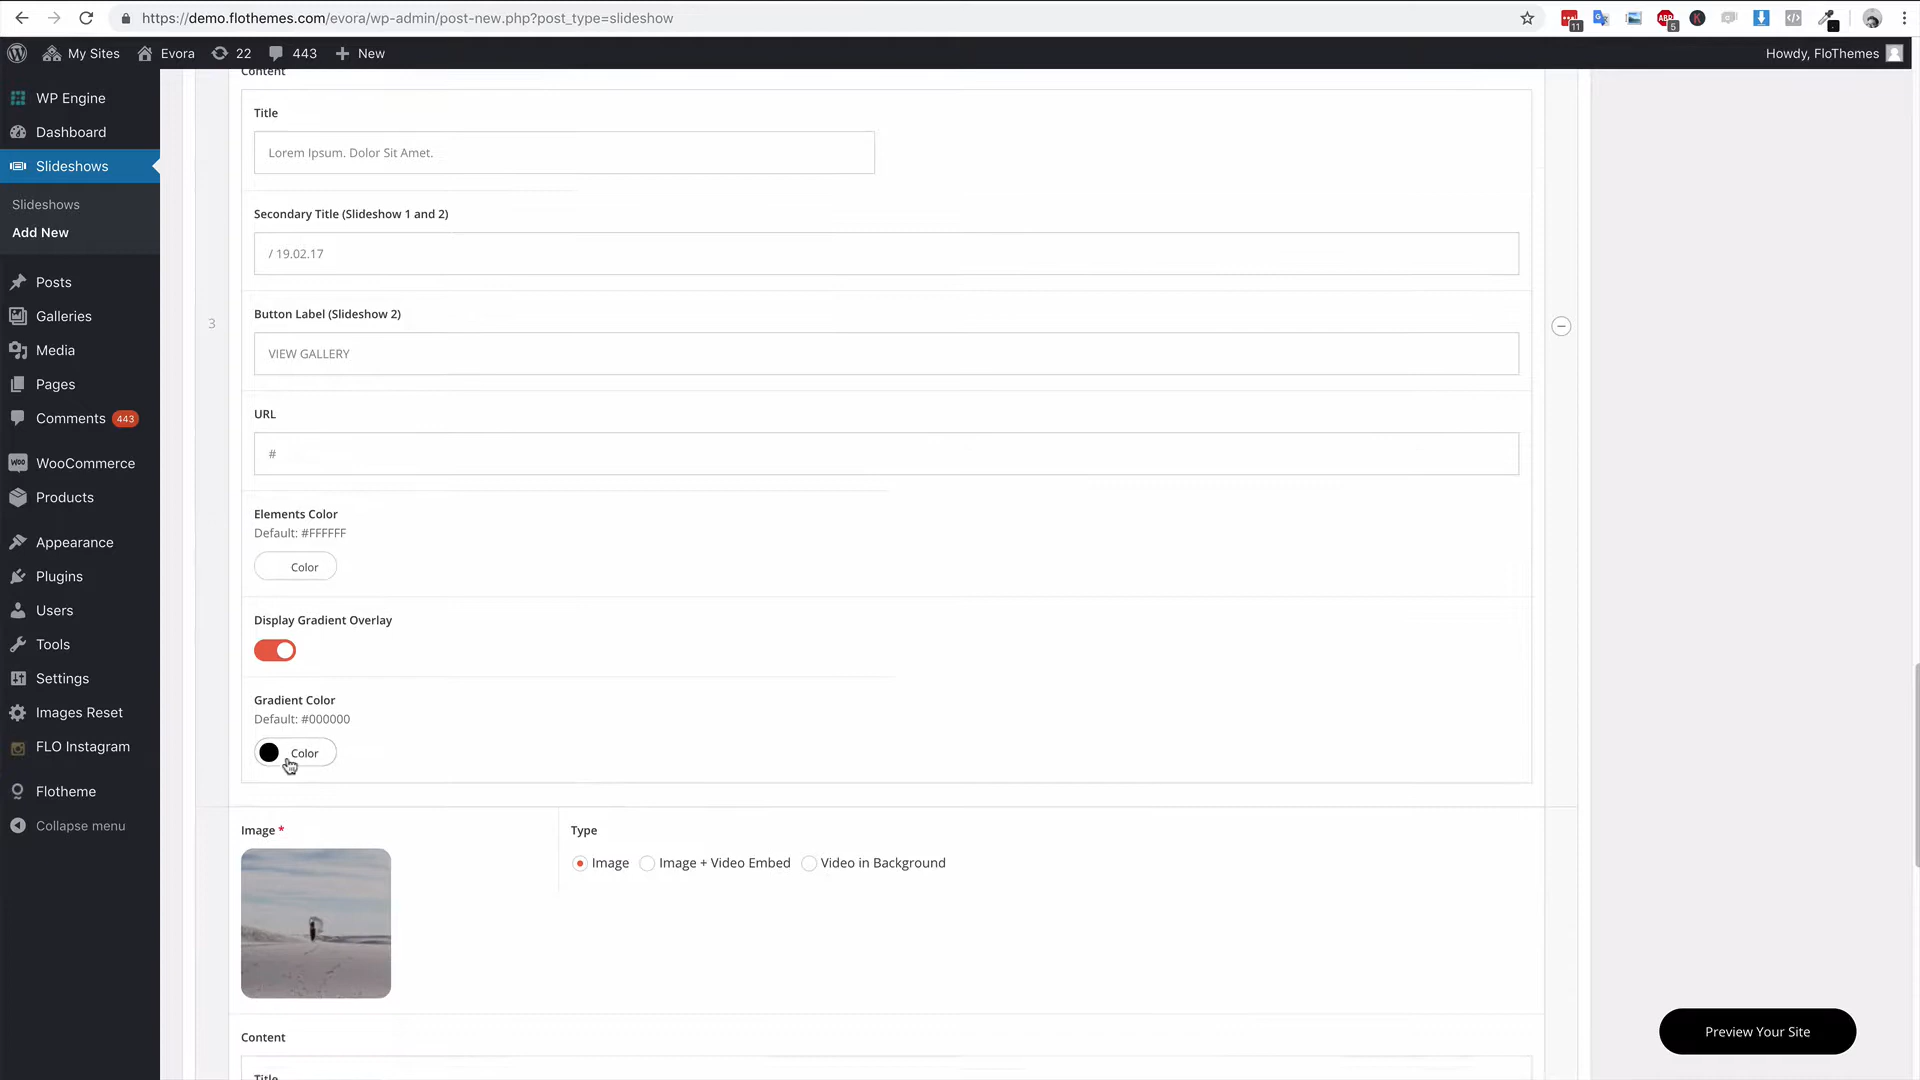 https://demo.flothemes.com/evora/wp-admin/post-new.php?post_type=slideshow
11
ABP
5
K
My Sites
Evora
22
443
New
Howdy, FloThemes
WP Engine
Dashboard
Slideshows
Slideshows
Add New
Posts
Galleries
Media
Pages
Comments 443
WooCommerce
Products
Appearance
Plugins
Users
Tools
Settings
Images Reset
FLO Instagram
Flotheme
Collapse menu
Content
Title
Lorem Ipsum. Dolor Sit Amet.
Secondary Title (Slideshow 1 and 2)
/ 19.02.17
3
Button Label (Slideshow 2)
VIEW GALLERY
URL
#
Elements Color
Default: #FFFFFF
Color
Display Gradient Overlay
Gradient Color
Default: #000000
Color
Image *
Type
Image
Image + Video Embed
Video in Background
Content
Title
Preview Your Site